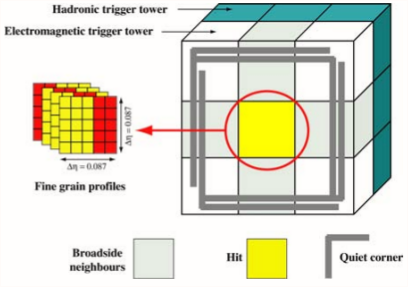 Hadronic trigger tower
Electromagnetic trigger tower
Δη = 0.087
Δη = 0.087
Fine grain profiles
Broadside
neighbours
Hit
Quiet corner